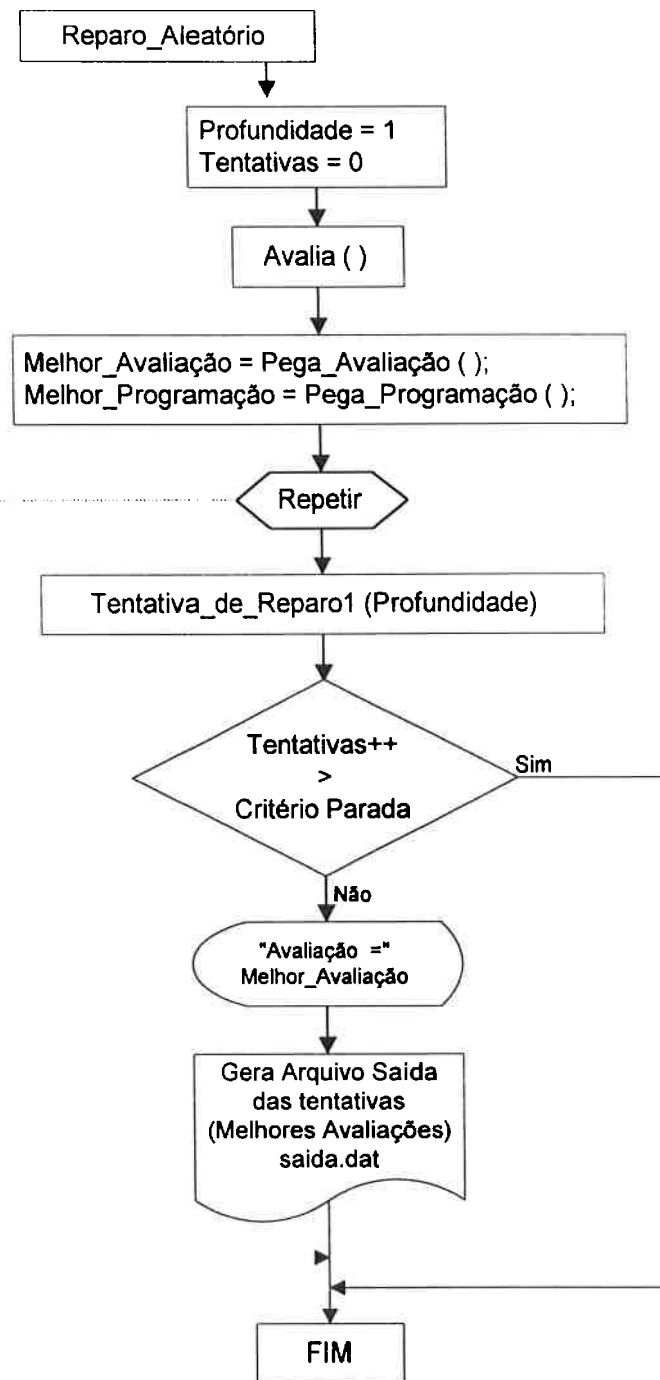 Reparo_Aleatório
Profundidade = 1
Tentativas = 0
Avalia ( )
Melhor_Avaliação = Pega_Avaliação ( );
Melhor_Programação = Pega_Programação ( );
Repetir
Tentativa_de_Reparo1 (Profundidade)
Tentativas++
>
Critério Parada
Sim
Não
"Avaliação ="
Melhor_Avaliação
Gera Arquivo Saída
das tentativas
(Melhores Avaliações)
saida.dat
FIM